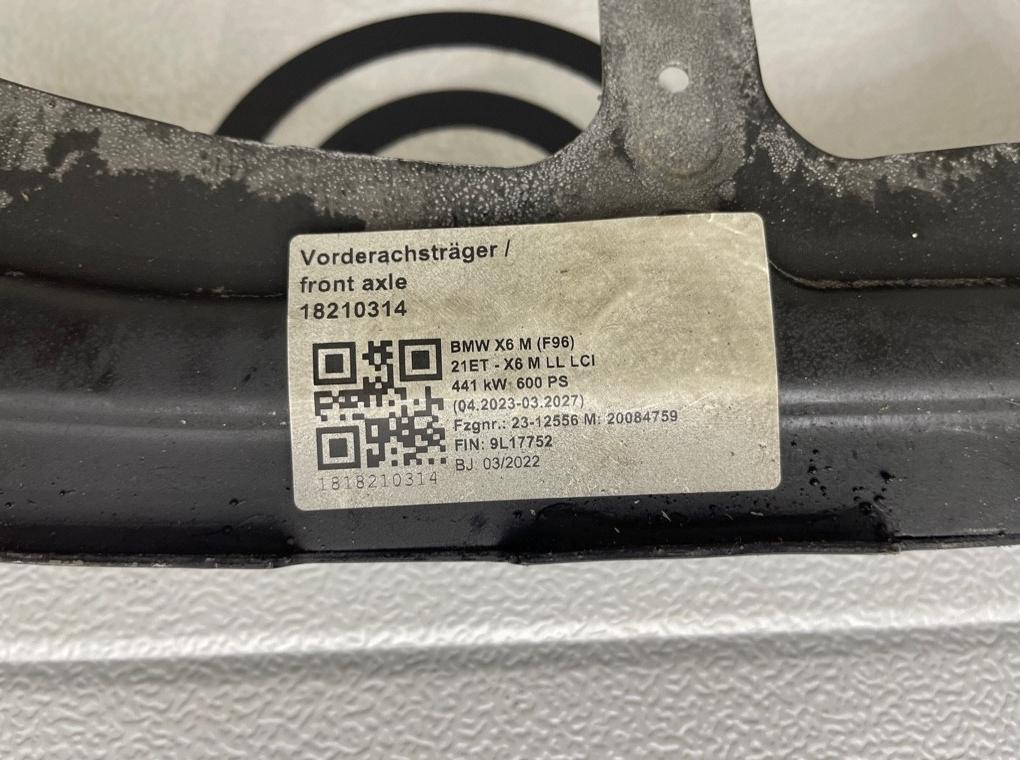 Vorderachsträger /
front axle
18210314
BMW X6 M (F96)
21ET - X6 M LL LCI
441 kW: 600 PS
(04.2023-03.2027)
Fzgnr.: 23-12556 M: 20084759
FIN: 9L17752
BJ: 03/2022
1818210314